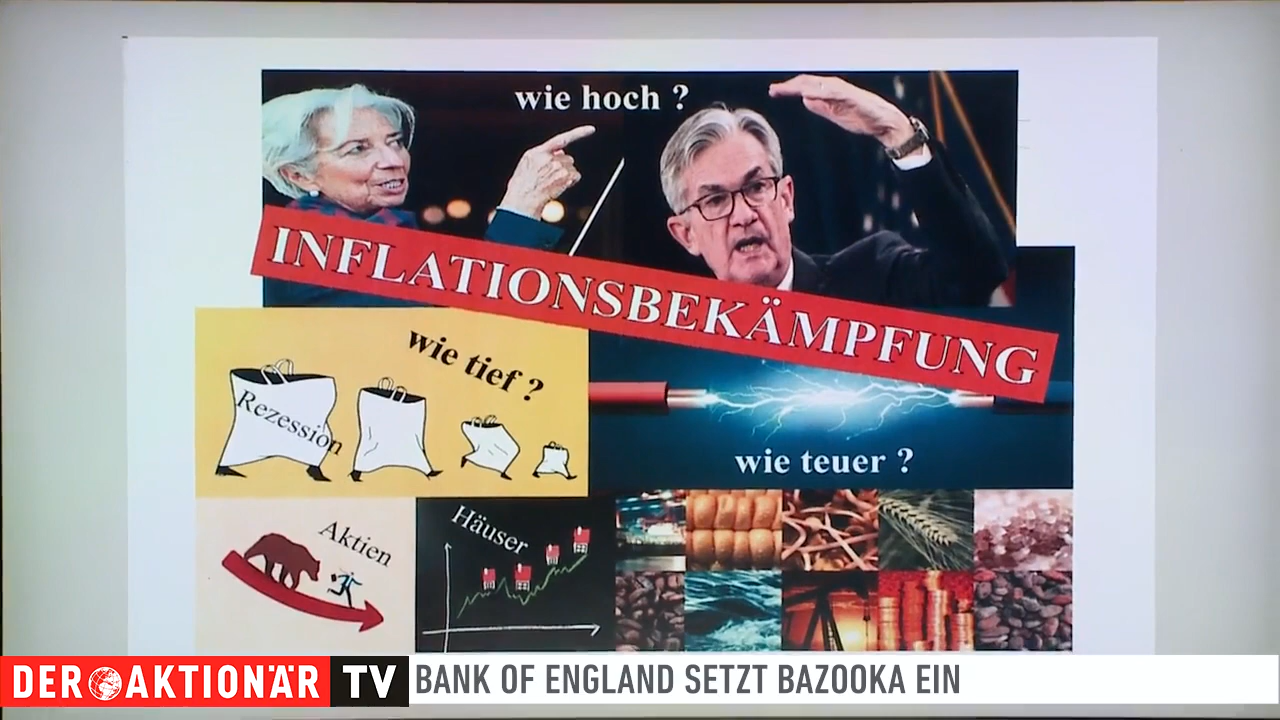 wie hoch ?
INFLATIONSBEKÄMPFUNG
wie tief ?
Rezession
wie teuer ?
Aktien
Häuser
DER AKTIONÄR TV
BANK OF ENGLAND SETZT BAZOOKA EIN